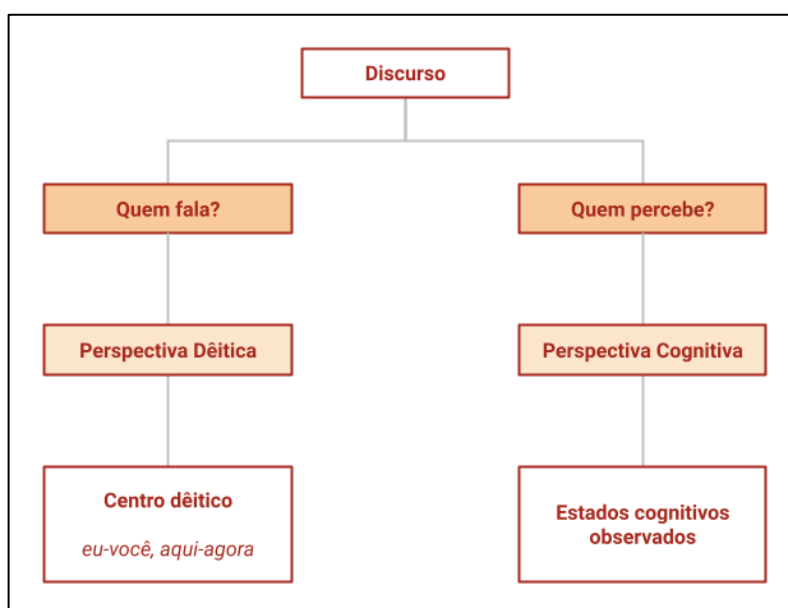 Discurso
Quem fala?
Quem percebe?
Perspectiva Dêitica
Perspectiva Cognitiva
Centro dêitico
eu-você, aqui-agora
Estados cognitivos
observados